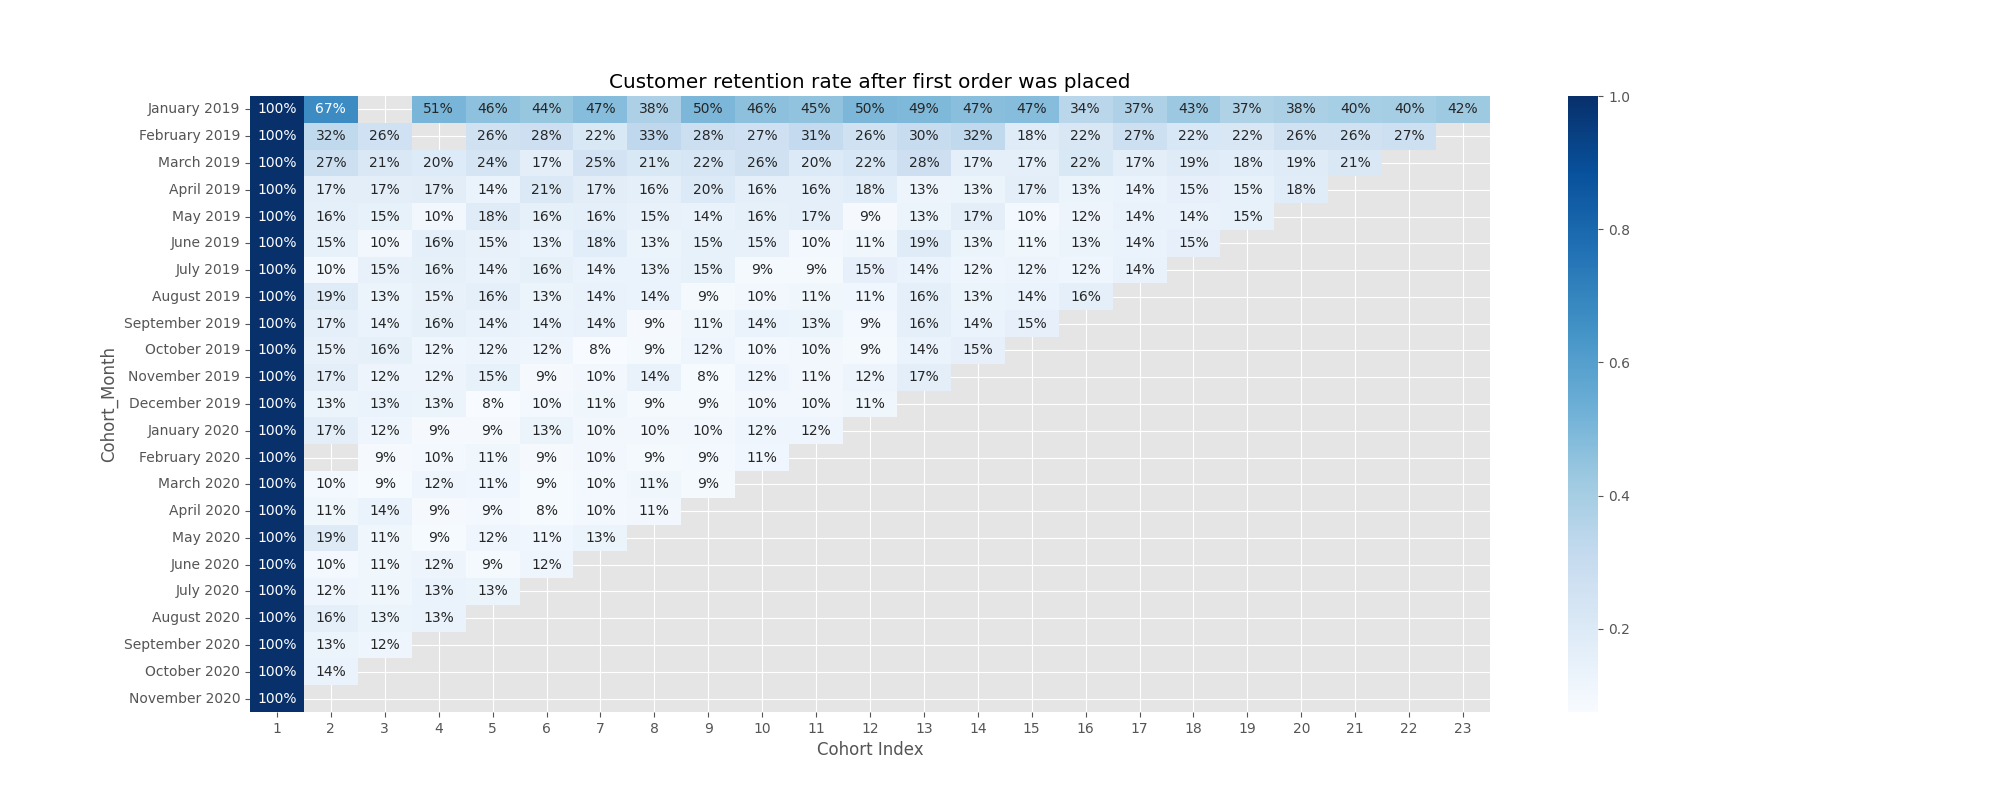 Customer retention rate after first order was placed
January 2019 100% 67% 51% 46% 44% 47% 38% 50% 46% 45% 50% 49% 47% 47% 34% 37% 43% 37% 38% 40% 40% 42%
February 2019 100% 32% 26% 26% 28% 22% 33% 28% 27% 31% 26% 30% 32% 18% 22% 27% 22% 22% 26% 26% 27%
March 2019 100% 27% 21% 20% 24% 17% 25% 21% 22% 26% 20% 22% 28% 17% 17% 22% 17% 19% 18% 19% 21%
April 2019 100% 17% 17% 17% 14% 21% 17% 16% 20% 16% 16% 18% 13% 13% 17% 13% 14% 15% 15% 18%
May 2019 100% 16% 15% 10% 18% 16% 16% 15% 14% 16% 17% 9% 13% 17% 10% 12% 14% 14% 15%
June 2019 100% 15% 10% 16% 15% 13% 18% 13% 15% 15% 10% 11% 19% 13% 11% 13% 14% 15%
July 2019 100% 10% 15% 16% 14% 16% 14% 13% 15% 9% 9% 15% 14% 12% 12% 12% 14%
August 2019 100% 19% 13% 15% 16% 13% 14% 14% 9% 10% 11% 11% 16% 13% 14% 16%
September 2019 100% 17% 14% 16% 14% 14% 14% 9% 11% 14% 13% 9% 16% 14% 15%
October 2019 100% 15% 16% 12% 12% 12% 8% 9% 12% 10% 10% 9% 14% 15%
November 2019 100% 17% 12% 12% 15% 9% 10% 14% 8% 12% 11% 12% 17%
December 2019 100% 13% 13% 13% 8% 10% 11% 9% 9% 10% 10% 11%
January 2020 100% 17% 12% 9% 9% 13% 10% 10% 10% 12% 12%
February 2020 100% 9% 10% 11% 9% 10% 9% 9% 11%
March 2020 100% 10% 9% 12% 11% 9% 10% 11% 9%
April 2020 100% 11% 14% 9% 9% 8% 10% 11%
May 2020 100% 19% 11% 9% 12% 11% 13%
June 2020 100% 10% 11% 12% 9% 12%
July 2020 100% 12% 11% 13% 13%
August 2020 100% 16% 13% 13%
September 2020 100% 13% 12%
October 2020 100% 14%
November 2020 100%
1 2 3 4 5 6 7 8 9 10 11 12 13 14 15 16 17 18 19 20 21 22 23
Cohort Index
Cohort_Month
1.0
0.8
0.6
0.4
0.2